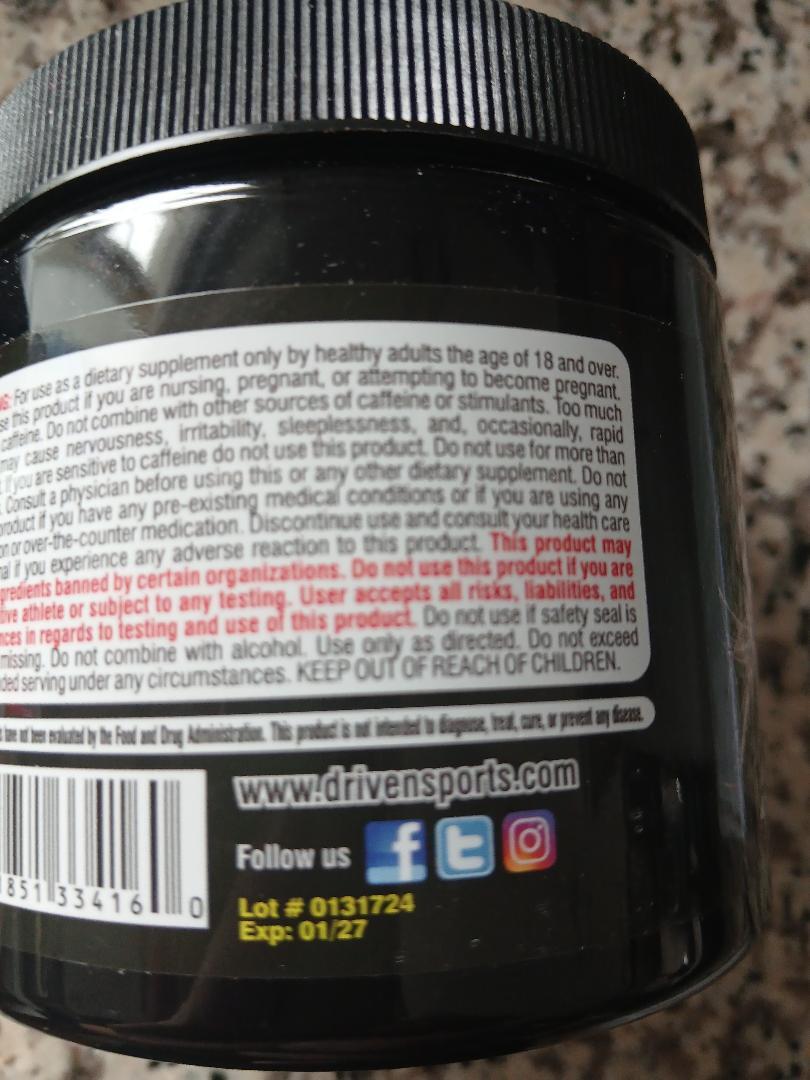 For use as a dietary supplement only by healthy adults the age of 18 and over.
this product if you are nursing, pregnant, or attempting to become pregnant.
caffeine. Do not combine with other sources of caffeine or stimulants. Too much
may cause nervousness, irritability, sleeplessness, and, occasionally, rapid
If you are sensitive to caffeine do not use this product. Do not use for more than
Consult a physician before using this or any other dietary supplement. Do not
product if you have any pre-existing medical conditions or if you are using any
or over-the-counter medication. Discontinue use and consult your health care
if you experience any adverse reaction to this product. This product may
banned by certain organizations. Do not use this product if you are
athlete or subject to any testing. User accepts all risks, liabilities, and
in regards to testing and use of this product. Do not use if safety seal is
missing. Do not combine with alcohol. Use only as directed. Do not exceed
serving under any circumstances. KEEP OUT OF REACH OF CHILDREN.
have not been evaluated by the Food and Drug Administration. This product is not intended to diagnose, treat, cure, or prevent any disease.
www.drivensports.com
Follow us
851 33416 0
Lot # 0131724
Exp: 01/27